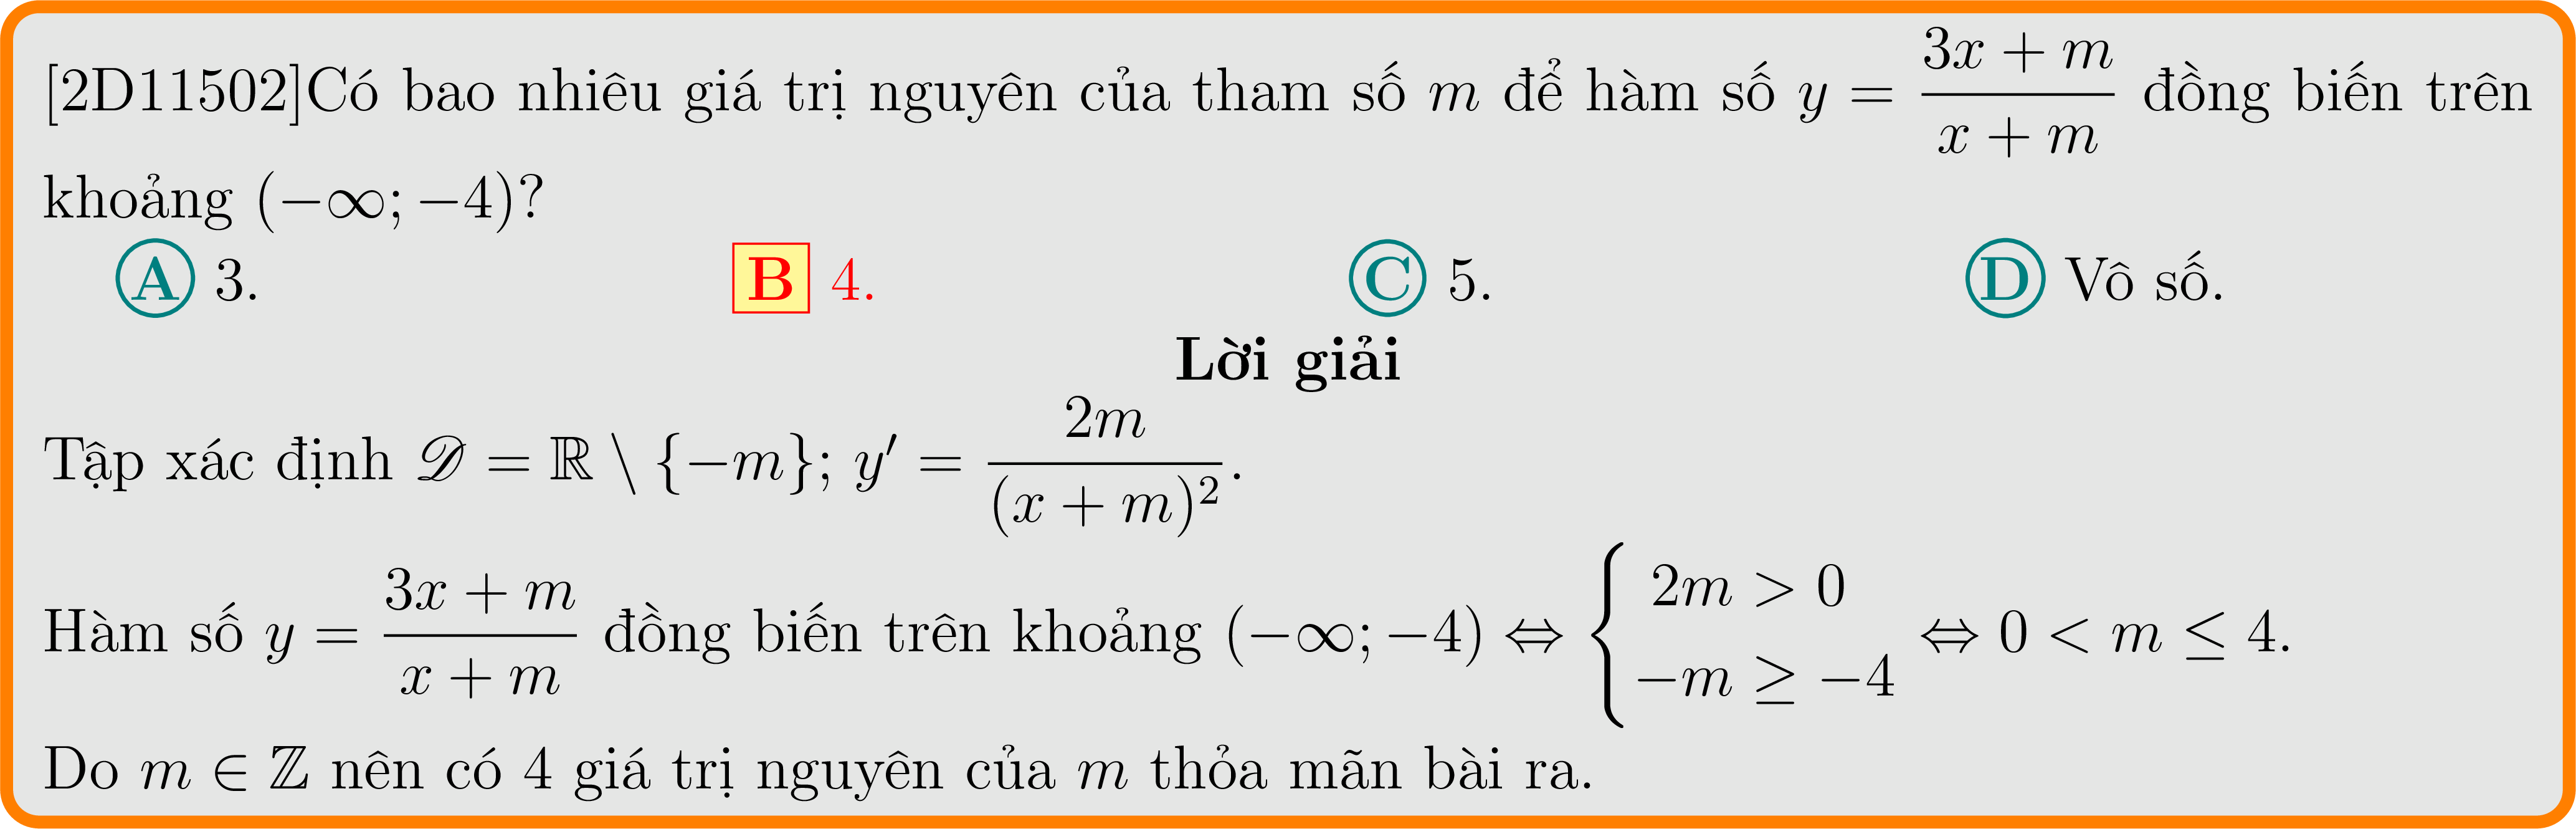 [2D11502]Có bao nhiêu giá trị nguyên của tham số $m$ để hàm số $y = \dfrac{3x + m}{x + m}$ đồng biến trên
khoảng $(-\infty; -4)$?
A 3. B 4. C 5. D Vô số.
Lời giải
Tập xác định $\mathscr{D} = \mathbb{R} \setminus \{-m\}$; $y' = \dfrac{2m}{(x + m)^2}$.
Hàm số $y = \dfrac{3x + m}{x + m}$ đồng biến trên khoảng $(-\infty; -4) \Leftrightarrow \begin{cases} 2m > 0 \\ -m \geq -4 \end{cases} \Leftrightarrow 0 < m \leq 4$.
Do $m \in \mathbb{Z}$ nên có 4 giá trị nguyên của $m$ thỏa mãn bài ra.